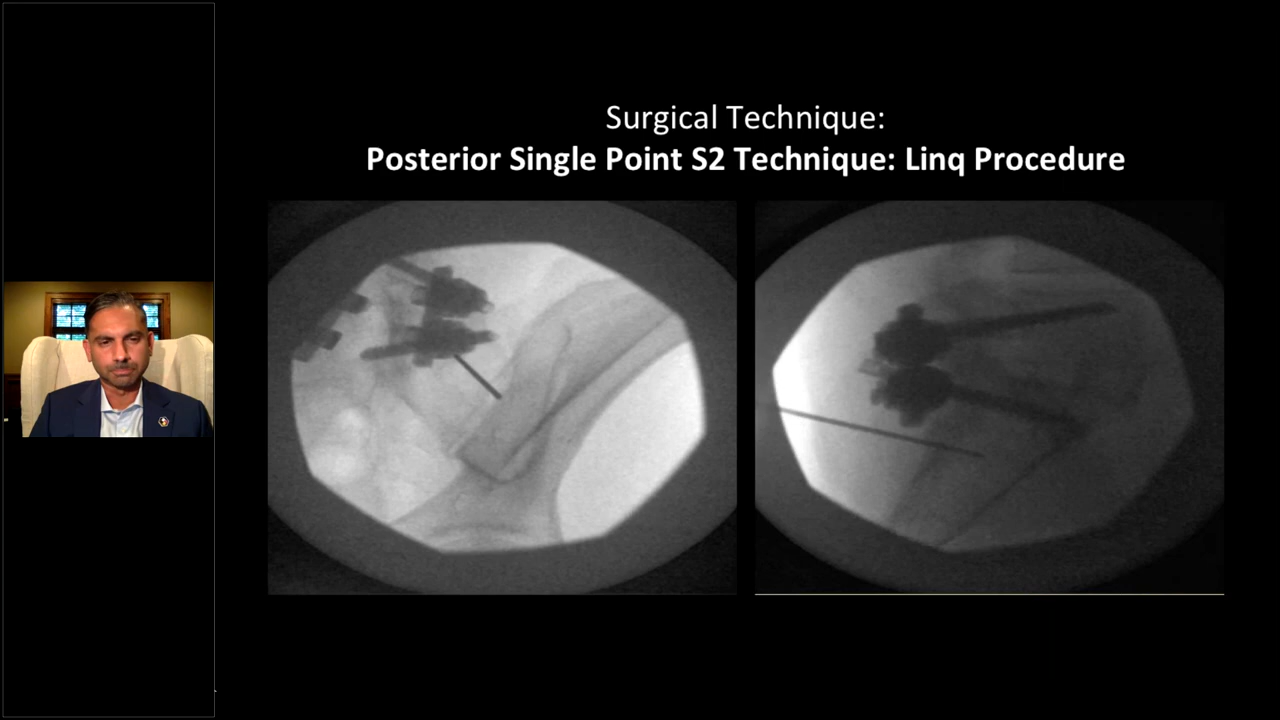 Surgical Technique:
Posterior Single Point S2 Technique: Linq Procedure